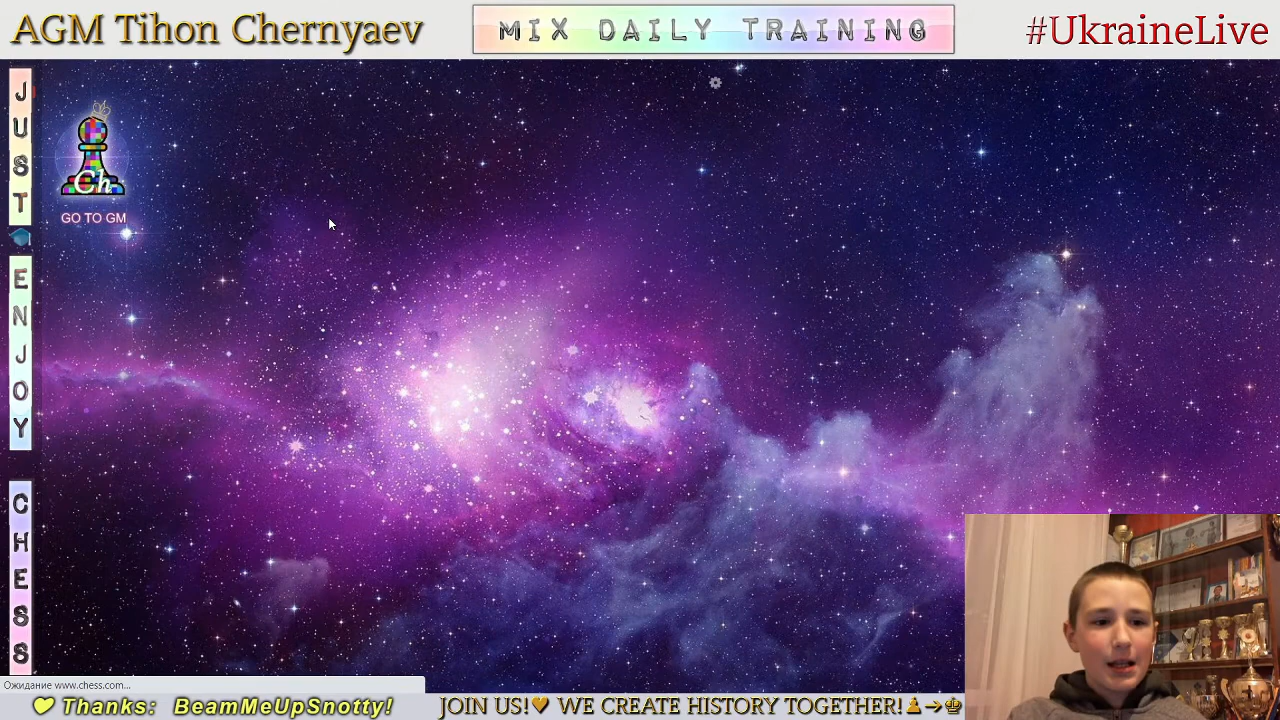 AGM Tihon Chernyaev
MIX DAILY TRAINING
#UkraineLive
JUST
ENJOY
CHESS
Ch
GO TO GM
Ожидание www.chess.com...
Thanks: BeamMeUpSnotty!
JOIN US! WE CREATE HISTORY TOGETHER!